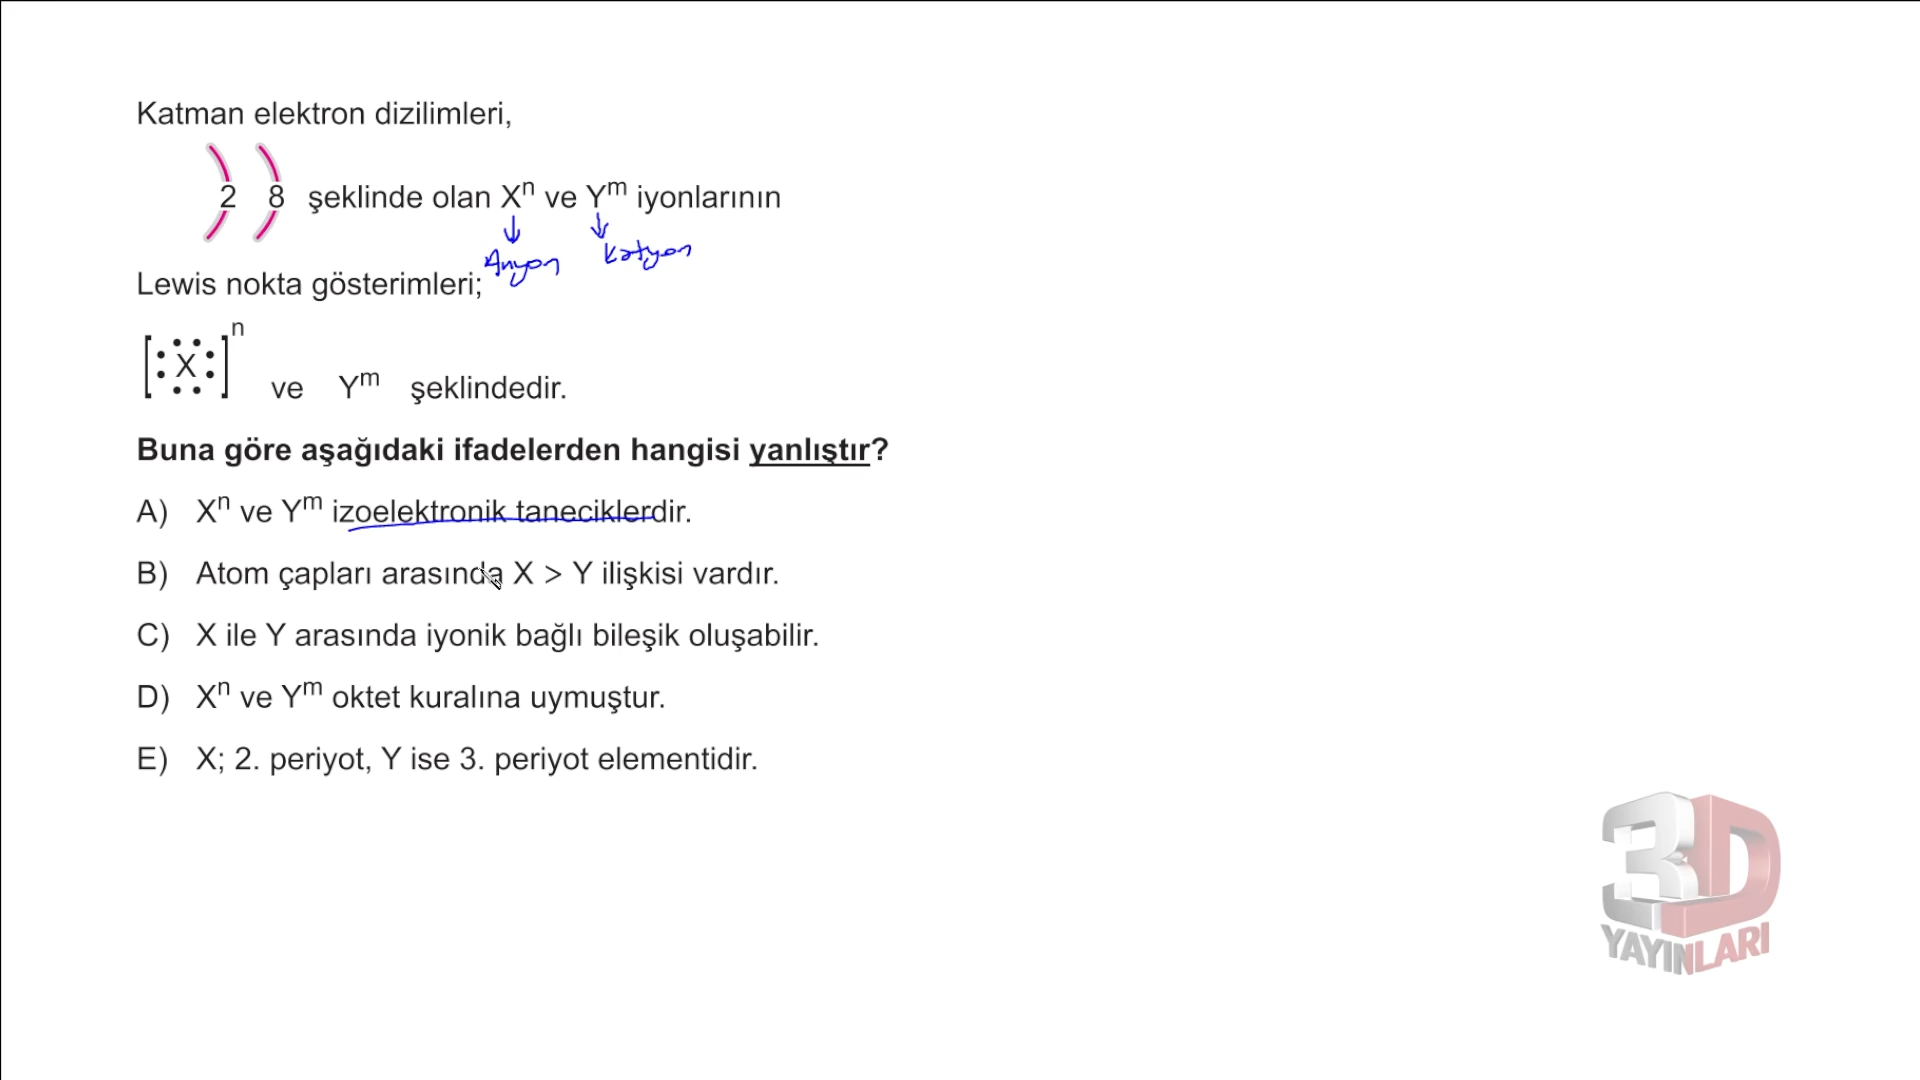 Katman elektron dizilimleri,
2 8 şeklinde olan Xⁿ ve Yᵐ iyonlarının
Anyon Katyon
Lewis nokta gösterimleri;
[:X:]ⁿ ve Yᵐ şeklindedir.
Buna göre aşağıdaki ifadelerden hangisi yanlıştır?
A) Xⁿ ve Yᵐ izoelektronik taneciklerdir.
B) Atom çapları arasında X > Y ilişkisi vardır.
C) X ile Y arasında iyonik bağlı bileşik oluşabilir.
D) Xⁿ ve Yᵐ oktet kuralına uymuştur.
E) X; 2. periyot, Y ise 3. periyot elementidir.
3D
YAYINLARI